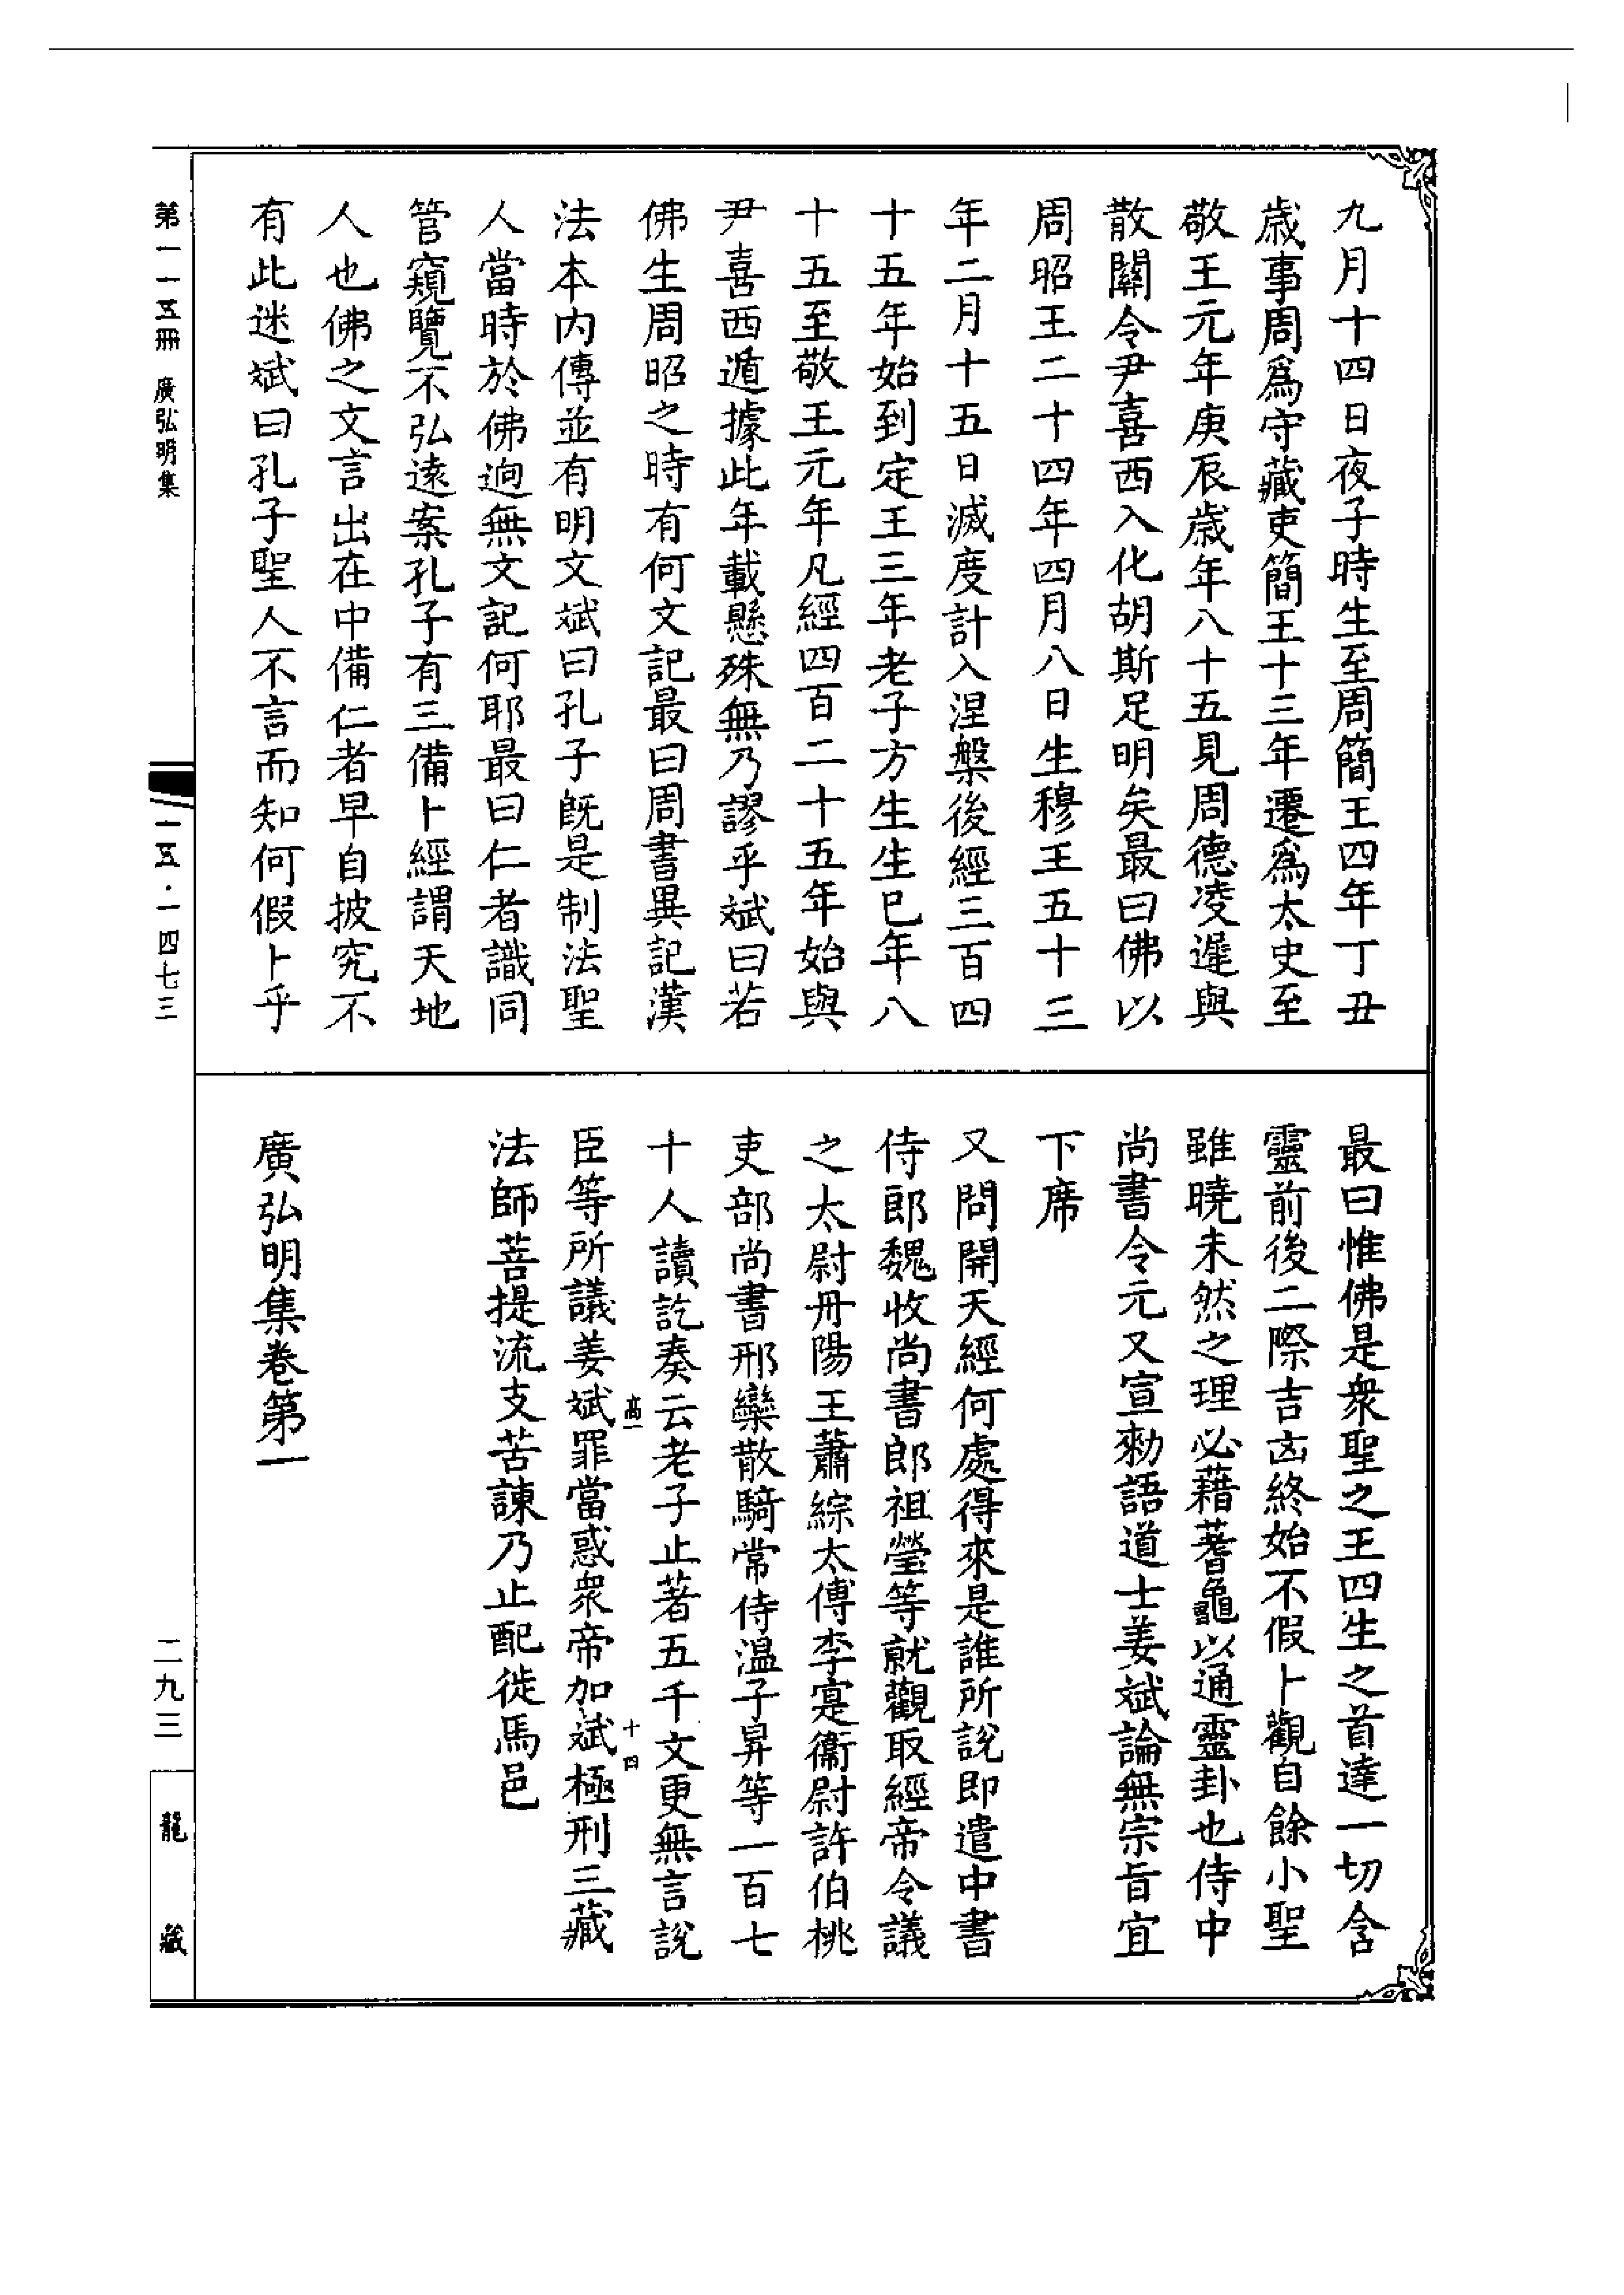 九月十四日夜子時生至周簡王四年丁丑
歲事周爲守藏吏簡王十三年遷爲太史至
敬王元年庚辰歲年八十五見周德凌遲與
散關令尹喜西入化胡斯足明矣最曰佛以
周昭王二十四年四月八日生穆王五十三
年二月十五日滅度計入涅槃後經三百四
十五年始到定王三年老子方生生巳年八
十五至敬王元年凡經四百二十五年始與
尹喜西遁據此年載懸殊無乃謬乎斌曰若
佛生周昭之時有何文記最曰周書異記漢
法本內傳並有明文斌曰孔子旣是制法聖
人當時於佛逈無文記何耶最曰仁者識同
管窺覽不弘遠案孔子有三備卜經謂天地
人也佛之文言出在中備仁者早自披究不
有此迷斌曰孔子聖人不言而知何假卜乎
最曰惟佛是衆聖之王四生之首達一切含
靈前後二際吉凶終始不假卜觀自餘小聖
雖曉未然之理必藉蓍龜以通靈卦也侍中
尚書令元又宣勑語道士姜斌論無宗旨宜
下席
又問開天經何處得來是誰所說即遣中書
侍郎魏收尚書郎祖瑩等就觀取經帝令議
之太尉丹陽王蕭綜太傅李寔衞尉許伯桃
吏部尚書邢欒散騎常侍温子昇等一百七
十人讀訖奏云老子止著五千文更無言說
臣等所議姜斌罪當惑衆帝加斌極刑三藏
高一
十四
法師菩提流支苦諫乃止配徙馬邑
廣弘明集卷第一
第一一五冊 廣弘明集
一一五·一四七三
二九三
龍藏